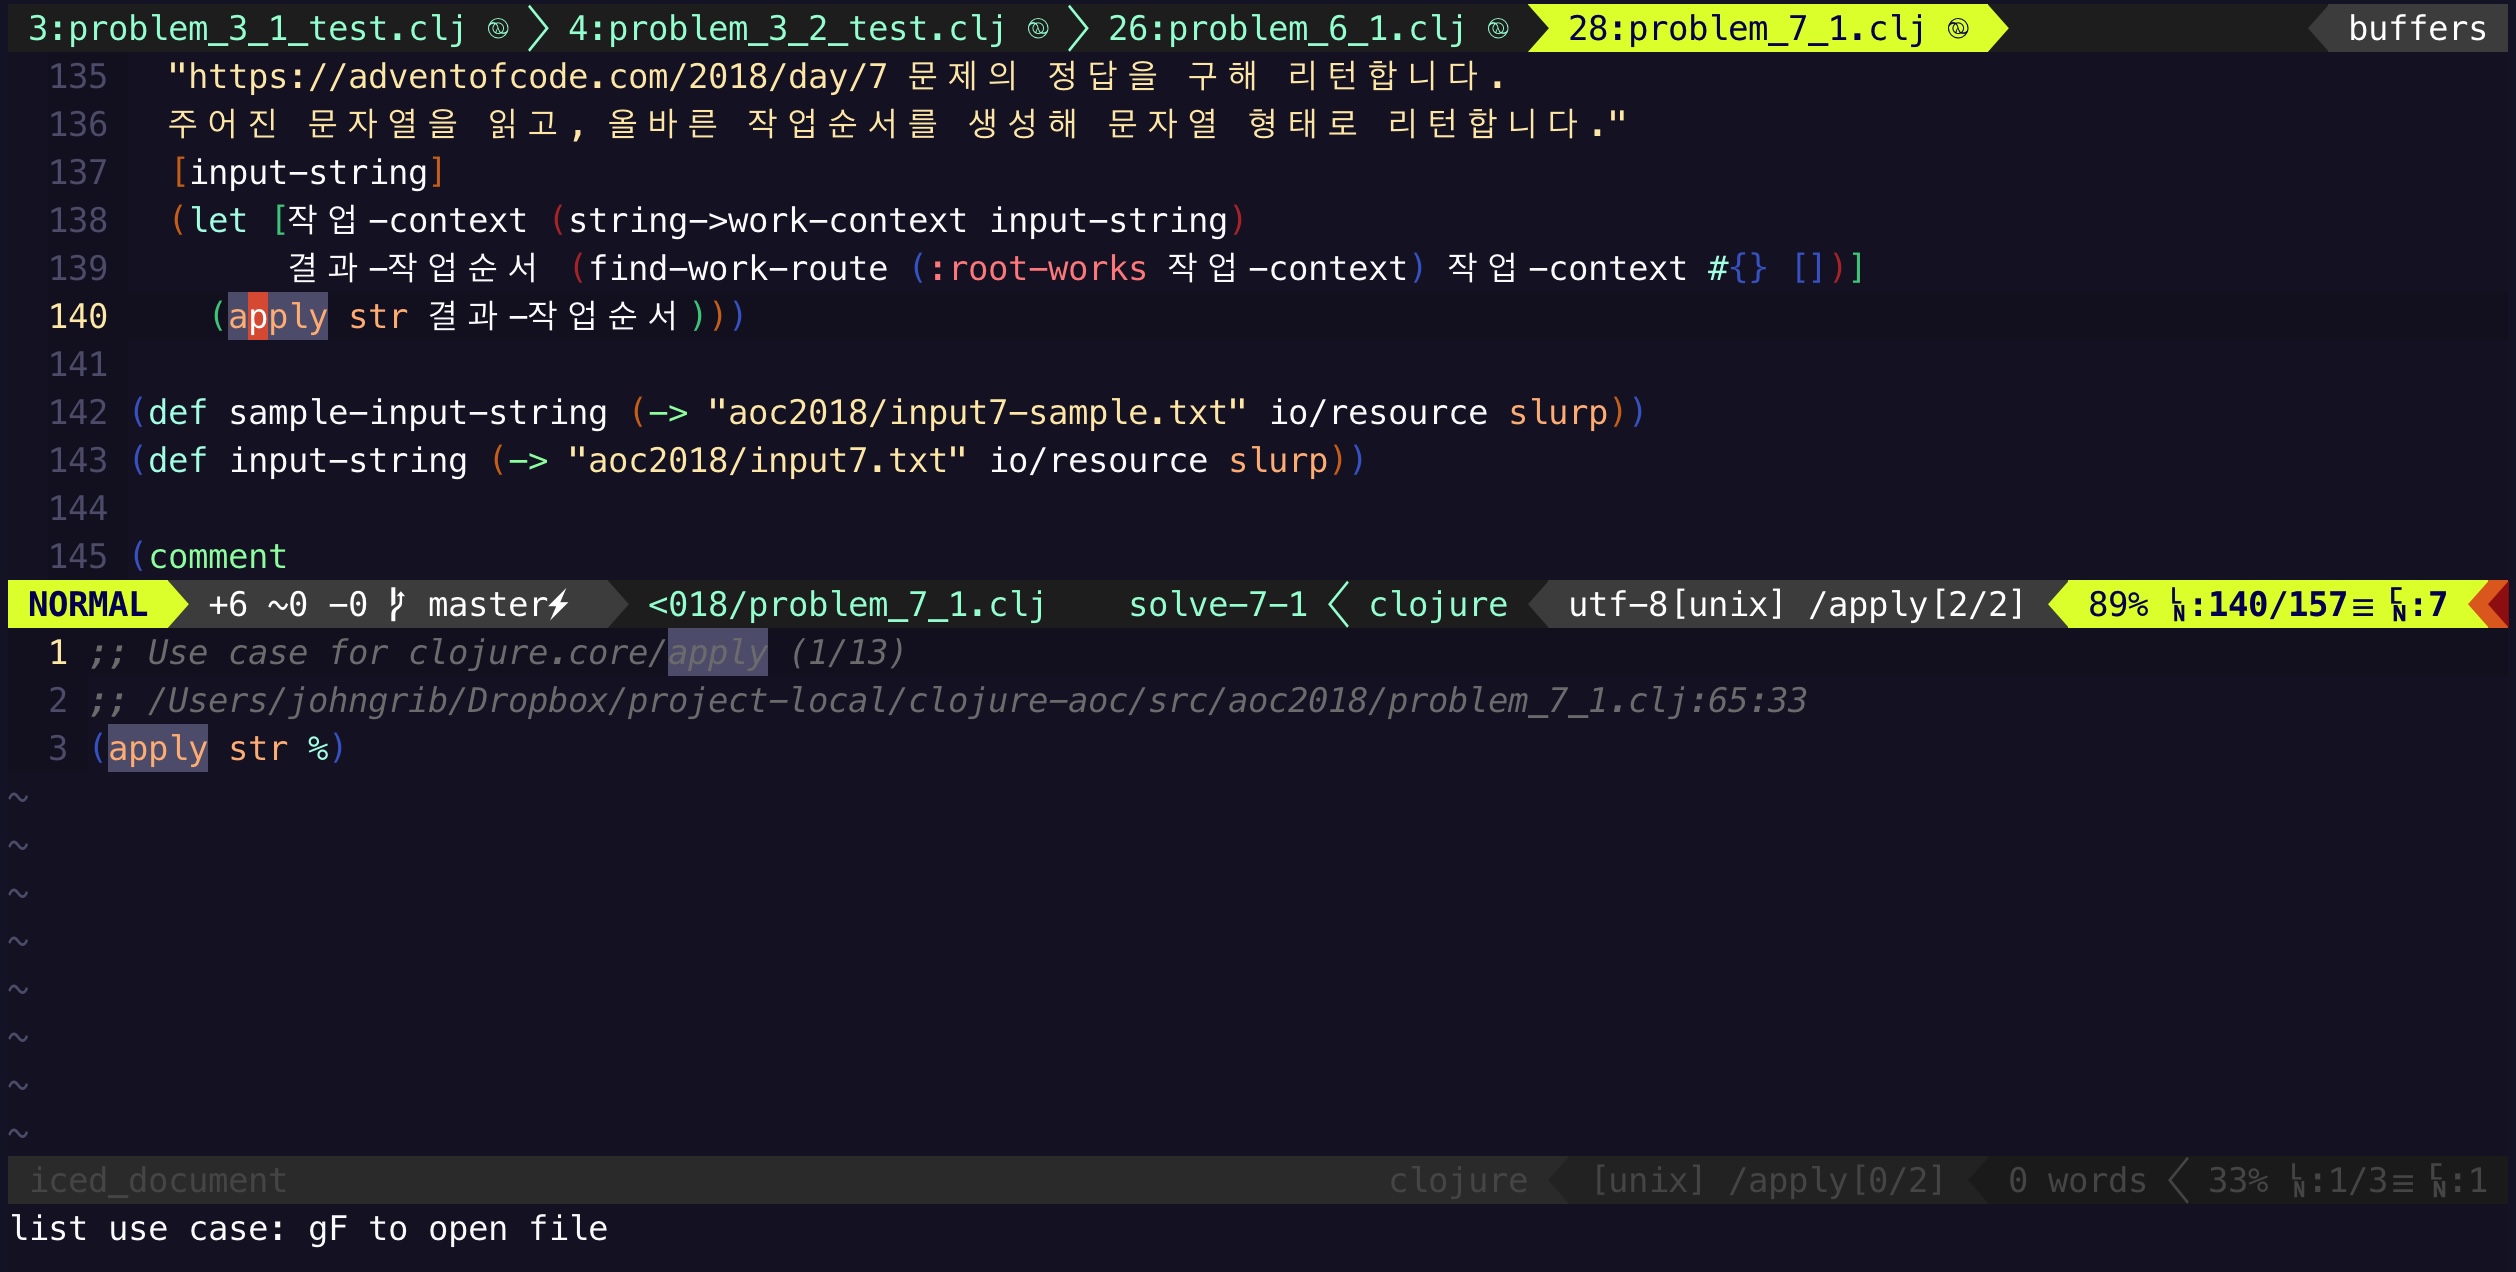 3:problem_3_1_test.clj 4:problem_3_2_test.clj 26:problem_6_1.clj 28:problem_7_1.clj buffers
135 "https://adventofcode.com/2018/day/7 문제의 정답을 구해 리턴합니다.
136 주어진 문자열을 읽고, 올바른 작업순서를 생성해 문자열 형태로 리턴합니다."
137 [input-string]
138 (let [작업-context (string->work-context input-string)
139 결과-작업순서 (find-work-route (:root-works 작업-context) 작업-context #{} [])]
140 (apply str 결과-작업순서)))
141
142 (def sample-input-string (-> "aoc2018/input7-sample.txt" io/resource slurp))
143 (def input-string (-> "aoc2018/input7.txt" io/resource slurp))
144
145 (comment
NORMAL +6 ~0 -0 master <018/problem_7_1.clj solve-7-1 clojure utf-8[unix] /apply[2/2] 89% LN:140/157≡ CN:7
1 ;; Use case for clojure.core/apply (1/13)
2 ;; /Users/johngrib/Dropbox/project-local/clojure-aoc/src/aoc2018/problem_7_1.clj:65:33
3 (apply str %)
~
~
~
~
~
~
~
~
iced_document clojure [unix] /apply[0/2] 0 words 33% LN:1/3≡ CN:1
list use case: gF to open file